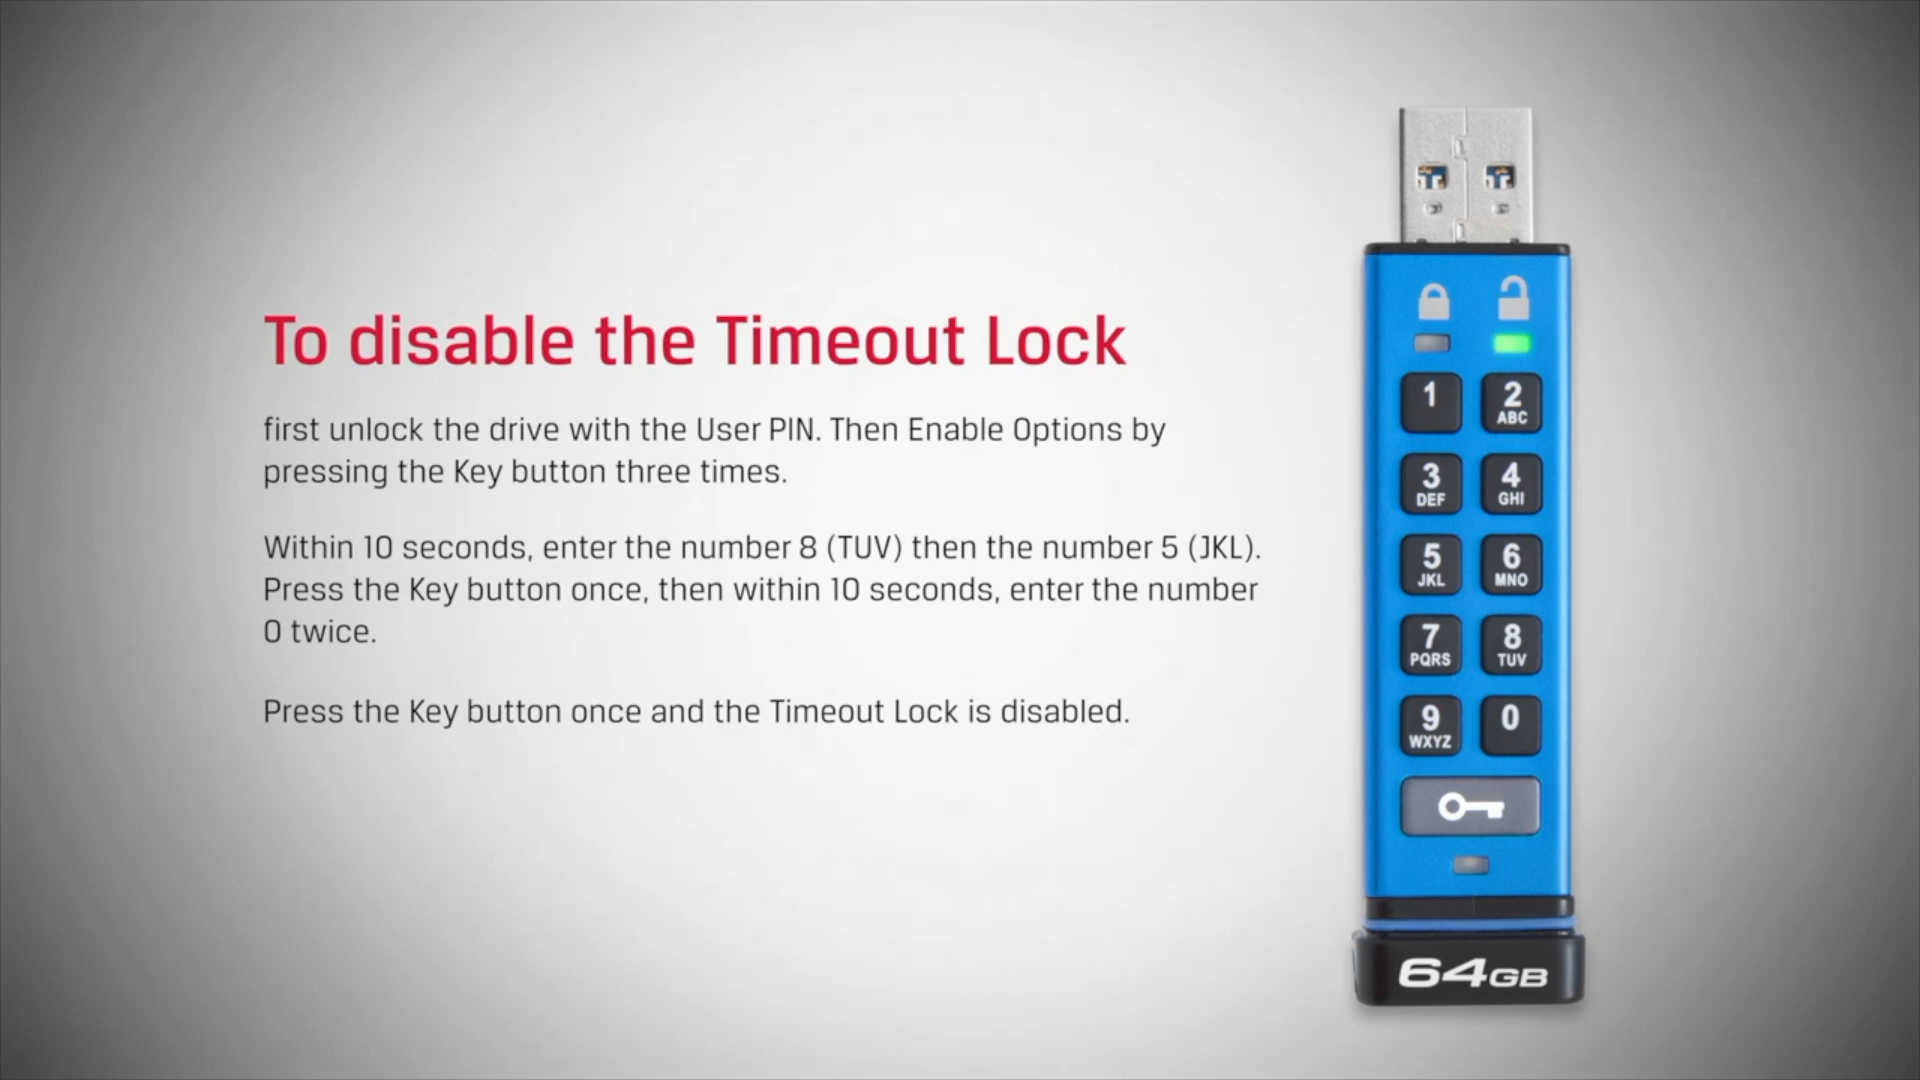 To disable the Timeout Lock
first unlock the drive with the User PIN. Then Enable Options by
pressing the Key button three times.
Within 10 seconds, enter the number 8 (TUV) then the number 5 (JKL).
Press the Key button once, then within 10 seconds, enter the number
0 twice.
Press the Key button once and the Timeout Lock is disabled.
1 2
ABC
3 4
DEF GHI
5 6
JKL MNO
7 8
PQRS TUV
9 0
WXYZ
64GB